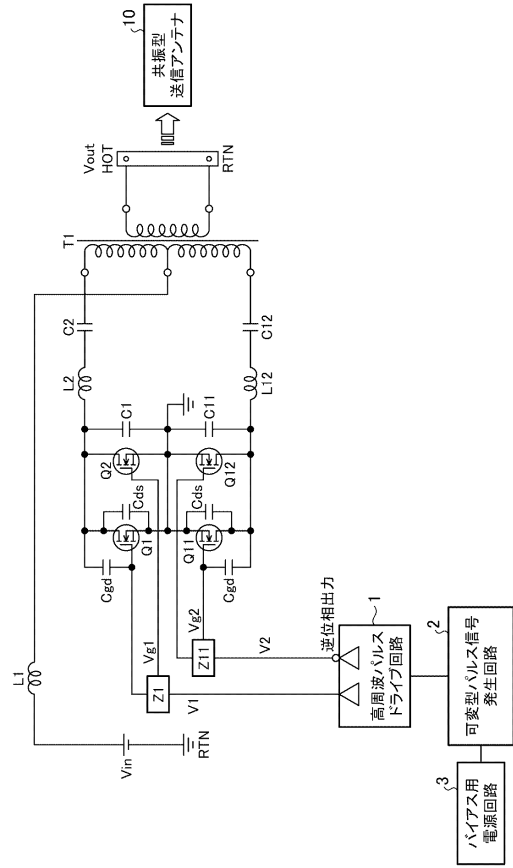 L1
Vin
RTN
Z1
V1
Vg1
Z11
Vg2
V2
Cgd
Q1
Cds
Q2
C1
L2
C2
T1
Cgd
Q11
Cds
Q12
C11
L12
C12
Vout
HOT
RTN
10
共振型
送信アンテナ
逆位相出力
1
高周波パルス
ドライブ回路
2
可変型パルス信号
発生回路
3
バイアス用
電源回路